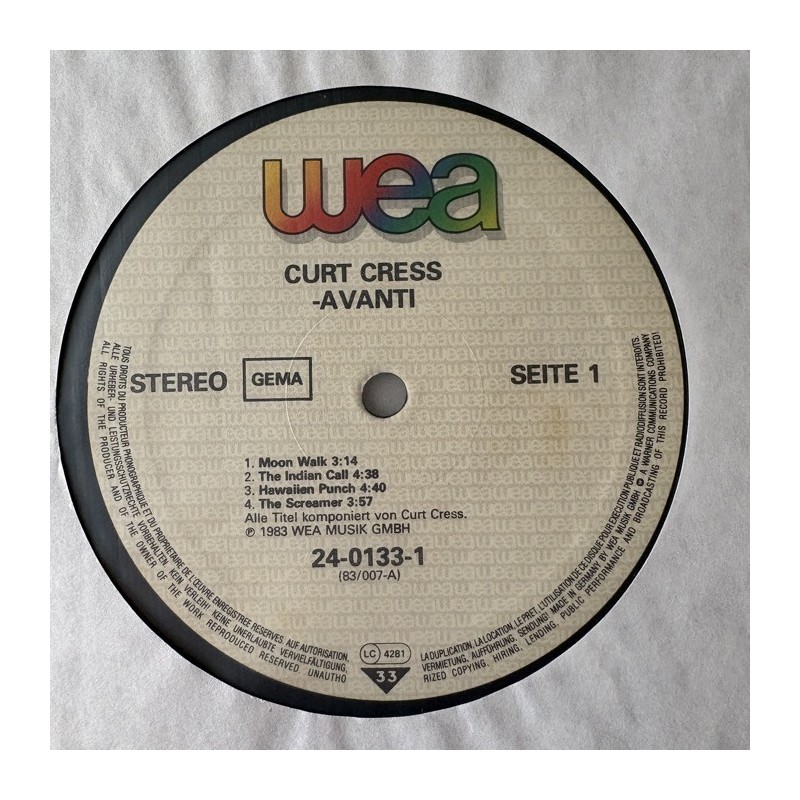 wea
CURT CRESS
-AVANTI
STEREO
GEMA
SEITE 1
1. Moon Walk 3:14
2. The Indian Call 4:38
3. Hawaiien Punch 4:40
4. The Screamer 3:57
Alle Titel komponiert von Curt Cress.
℗ 1983 WEA MUSIK GMBH
24-0133-1
(83/007-A)
LC 4281
33
TOUS DROITS DU PRODUCTEUR PHONOGRAPHIQUE ET DU PROPRIETAIRE DE L'ŒUVRE ENREGISTREE RESERVES. AUF AUTORISATION, LA DUPLICATION, LA LOCATION, LE PRET, L'UTILISATION DE CE DISQUE POUR EXECUTION PUBLIQUE ET RADIODIFFUSION SONT INTERDITS.
ALLE URHEBER- UND LEISTUNGSSCHUTZRECHTE VORBEHALTEN KEIN VERLEIH! KEINE UNERLAUBTE VERVIELFÄLTIGUNG, VERMIETUNG, AUFFÜHRUNG, SENDUNG! MADE IN GERMANY BY WEA MUSIK GMBH A WARNER COMMUNICATIONS COMPANY
ALL RIGHTS OF THE PRODUCER AND OF THE OWNER OF THE WORK REPRODUCED RESERVED. UNAUTHORIZED COPYING, HIRING, LENDING, PUBLIC PERFORMANCE AND BROADCASTING OF THIS RECORD PROHIBITED!